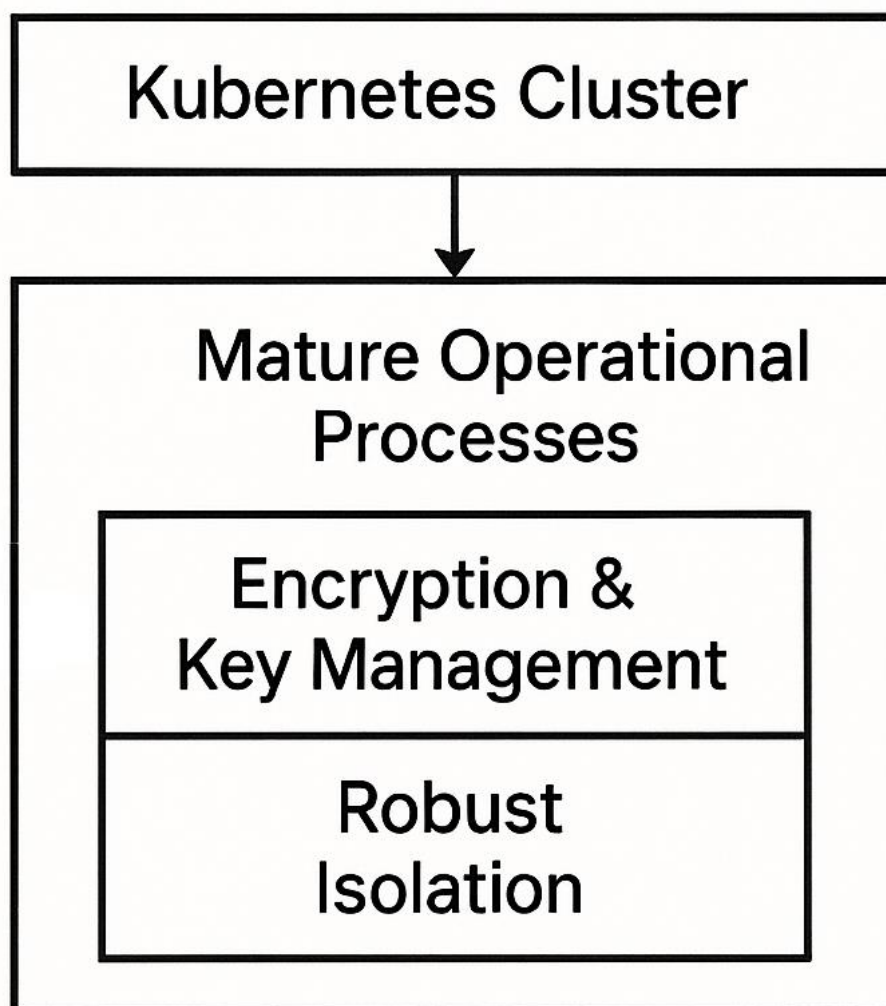 Kubernetes Cluster
Mature Operational
Processes
Encryption &
Key Management
Robust
Isolation